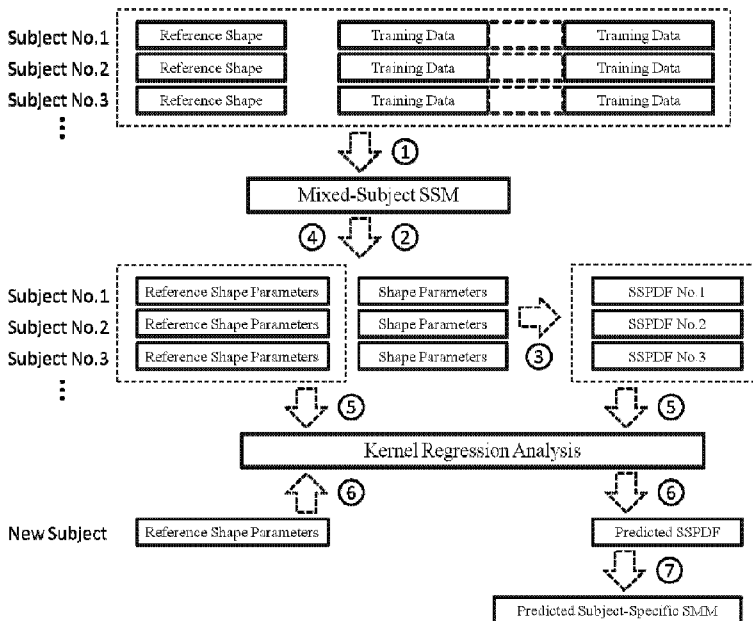 Subject No.1 Reference Shape Training Data Training Data
Subject No.2 Reference Shape Training Data Training Data
Subject No.3 Reference Shape Training Data Training Data
⋮
①
Mixed-Subject SSM
④ ②
Subject No.1 Reference Shape Parameters Shape Parameters SSPDF No.1
Subject No.2 Reference Shape Parameters Shape Parameters SSPDF No.2
Subject No.3 Reference Shape Parameters Shape Parameters SSPDF No.3
③
⋮
⑤ ⑤
Kernel Regression Analysis
⑥ ⑥
New Subject Reference Shape Parameters Predicted SSPDF
⑦
Predicted Subject-Specific SMM